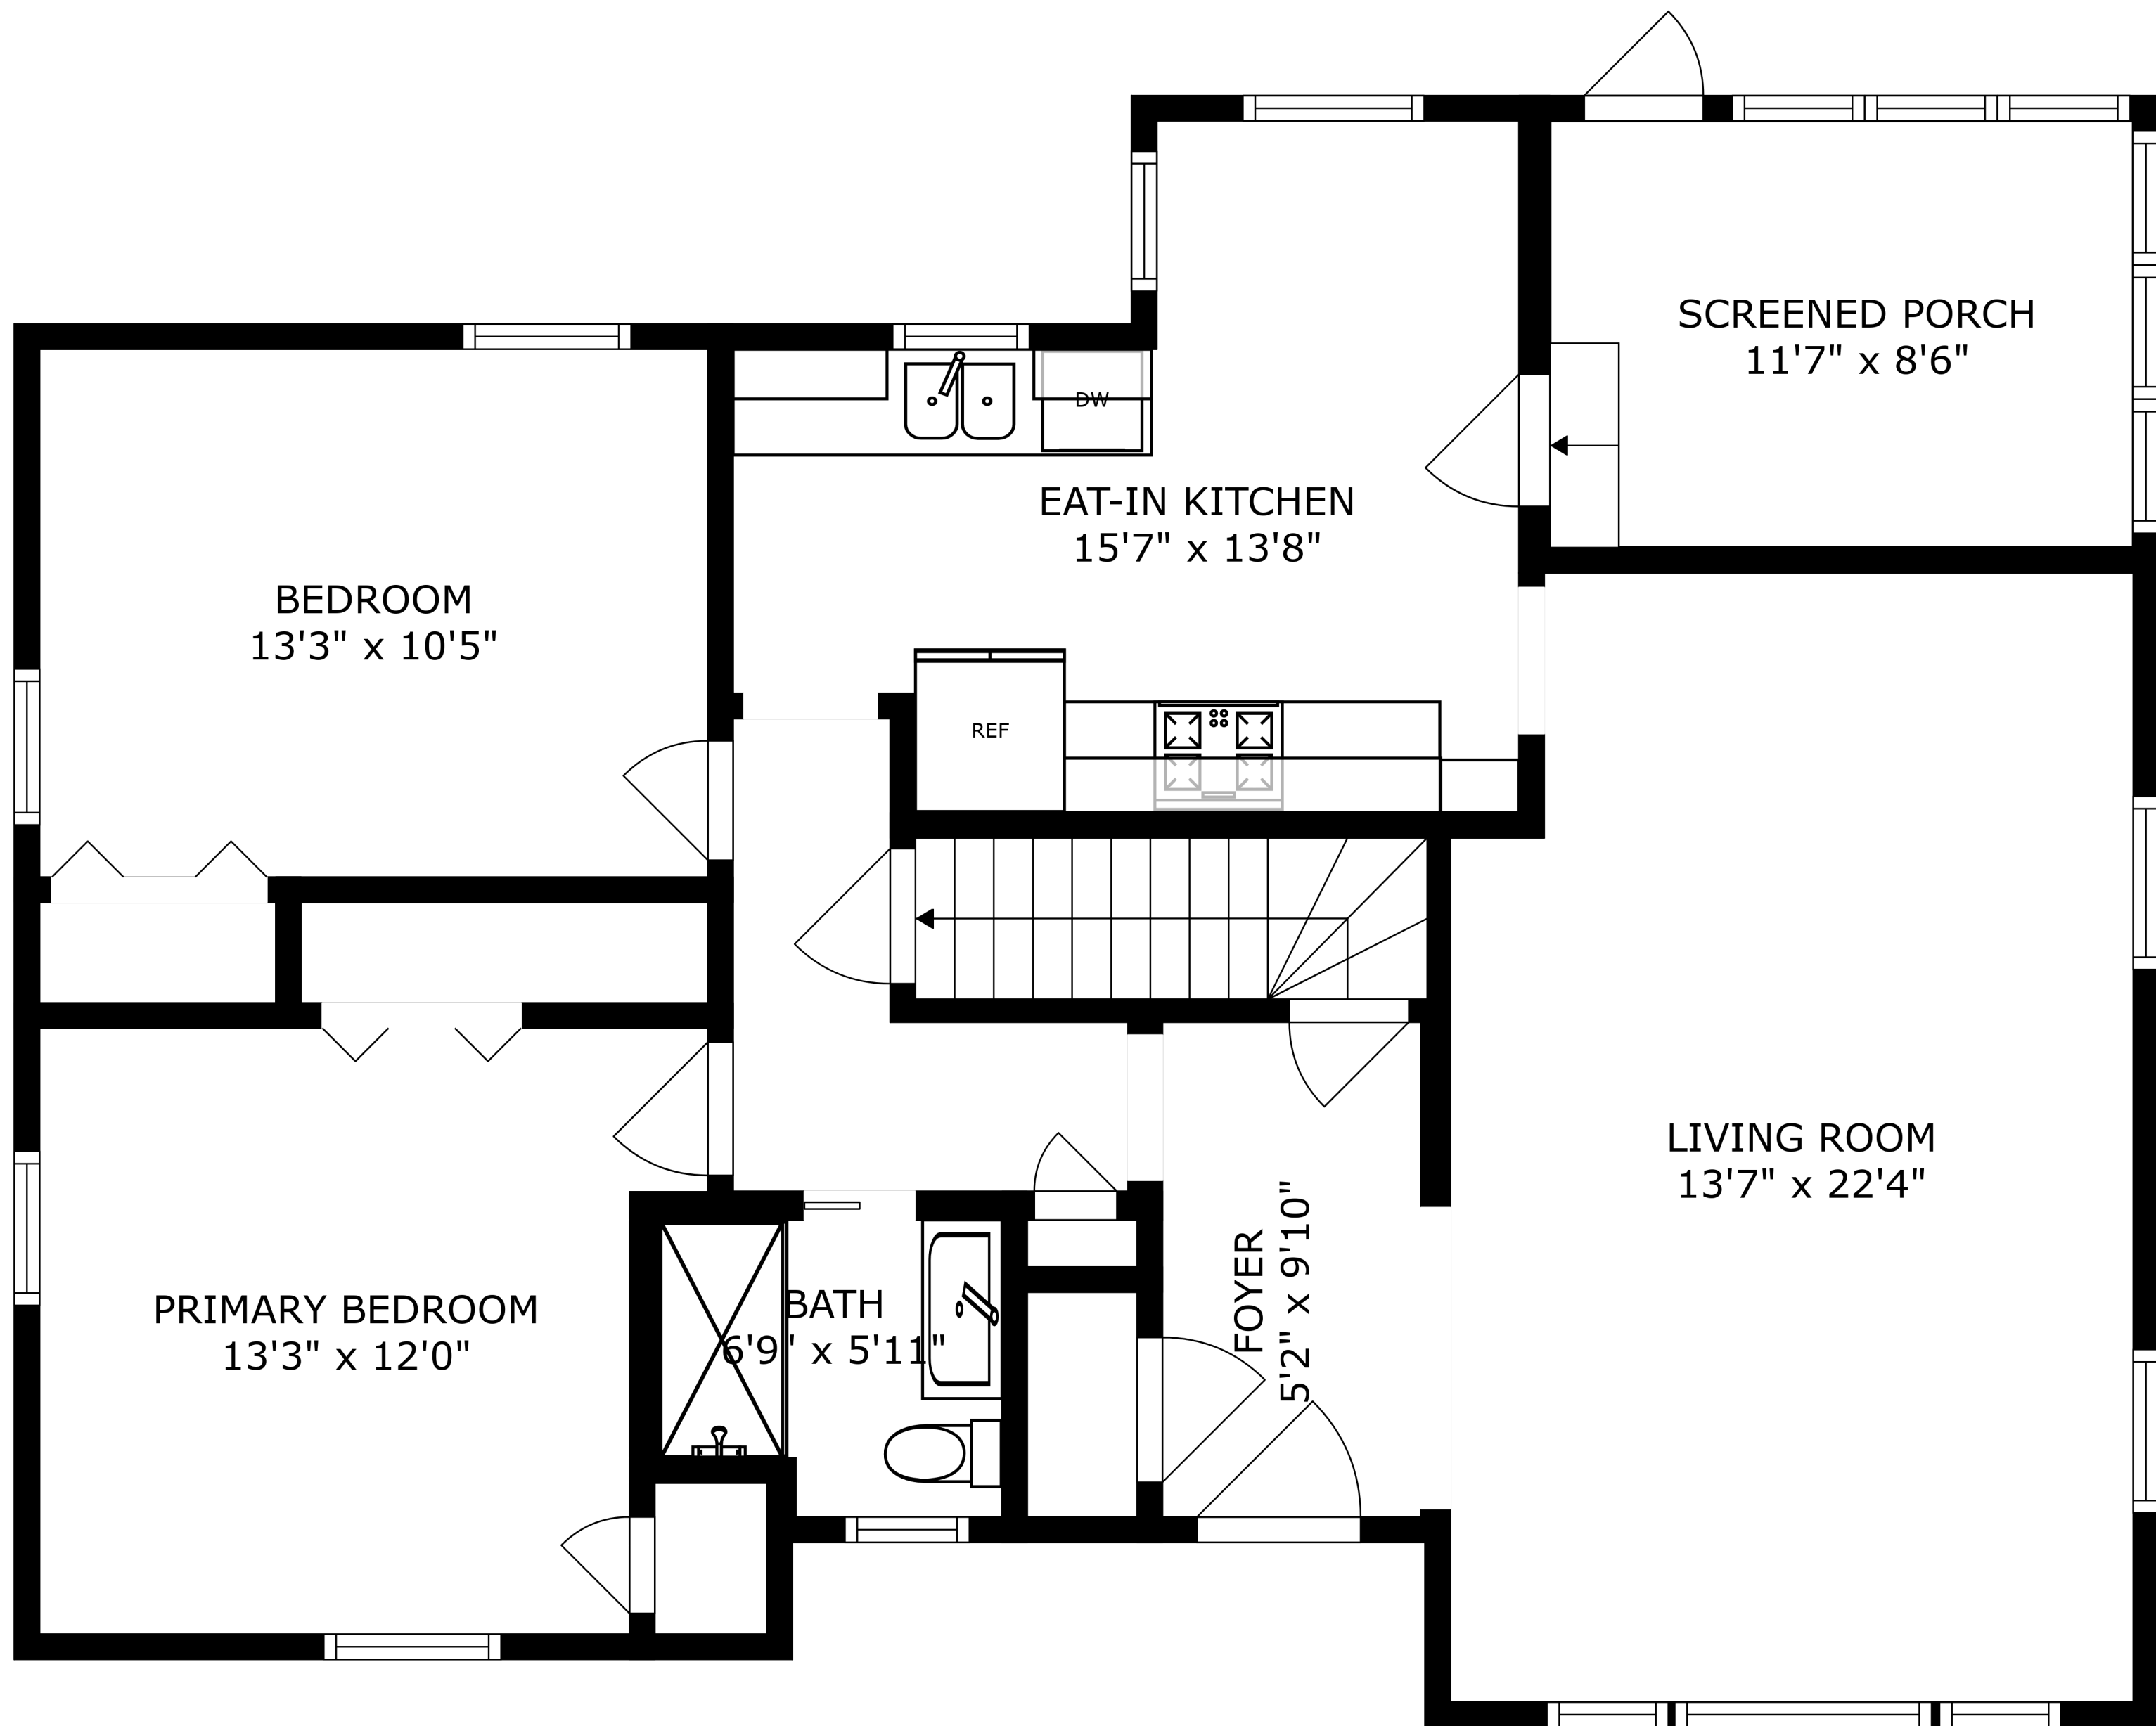 SCREENED PORCH
11'7" x 8'6"
DW
EAT-IN KITCHEN
15'7" x 13'8"
BEDROOM
13'3" x 10'5"
REF
LIVING ROOM
13'7" x 22'4"
PRIMARY BEDROOM
13'3" x 12'0"
BATH
6'9" x 5'11"
FOYER
5'2" x 9'10"